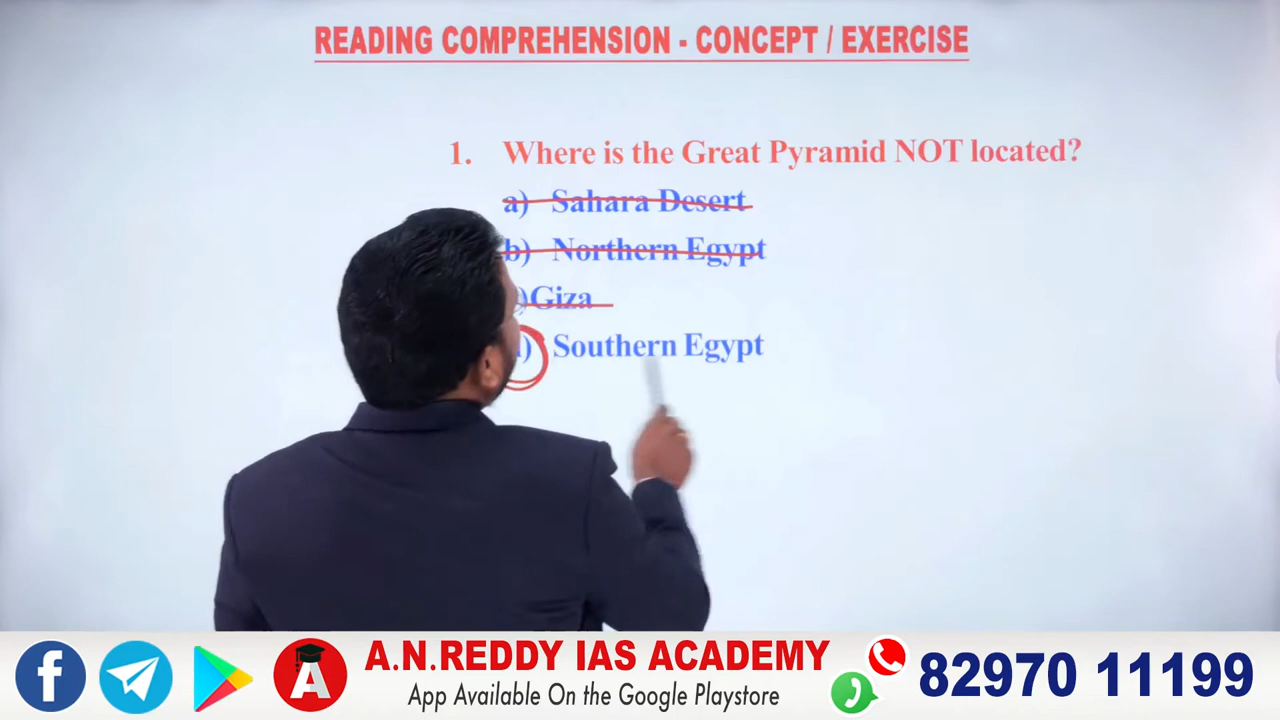 READING COMPREHENSION - CONCEPT / EXERCISE
1. Where is the Great Pyramid NOT located?
a) Sahara Desert
b) Northern Egypt
)Giza
) Southern Egypt
A.N.REDDY IAS ACADEMY
App Available On the Google Playstore
82970 11199